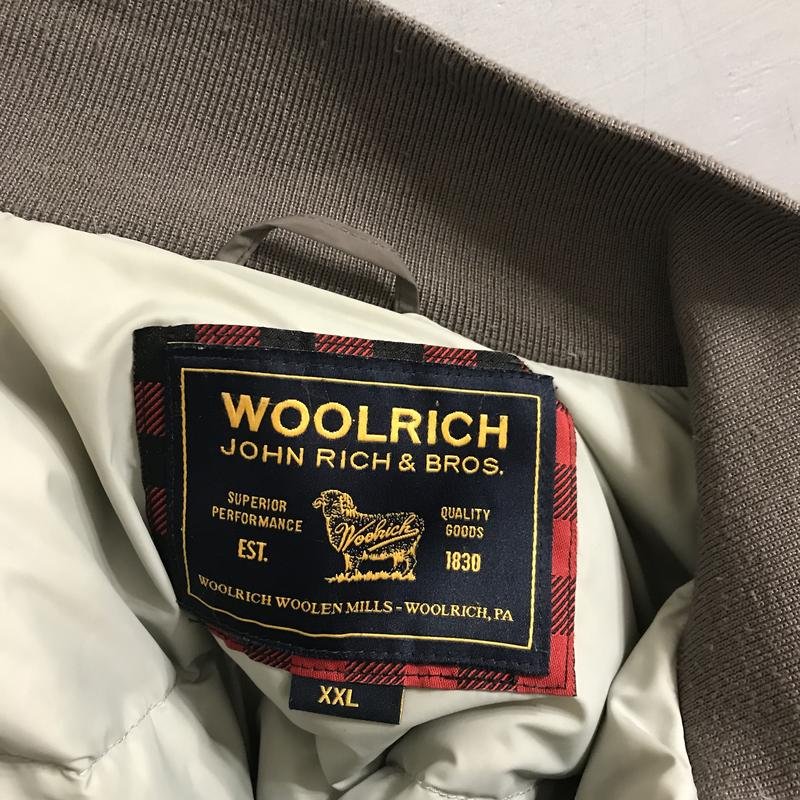 WOOLRICH
JOHN RICH & BROS.
SUPERIOR
PERFORMANCE
EST.
Woolrich
QUALITY
GOODS
1830
WOOLRICH WOOLEN MILLS - WOOLRICH, PA
XXL